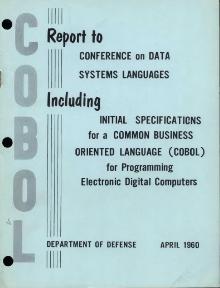 COBOL
Report to
CONFERENCE on DATA
SYSTEMS LANGUAGES
Including
INITIAL SPECIFICATIONS
for a COMMON BUSINESS
ORIENTED LANGUAGE (COBOL)
for Programming
Electronic Digital Computers
DEPARTMENT OF DEFENSE APRIL 1960